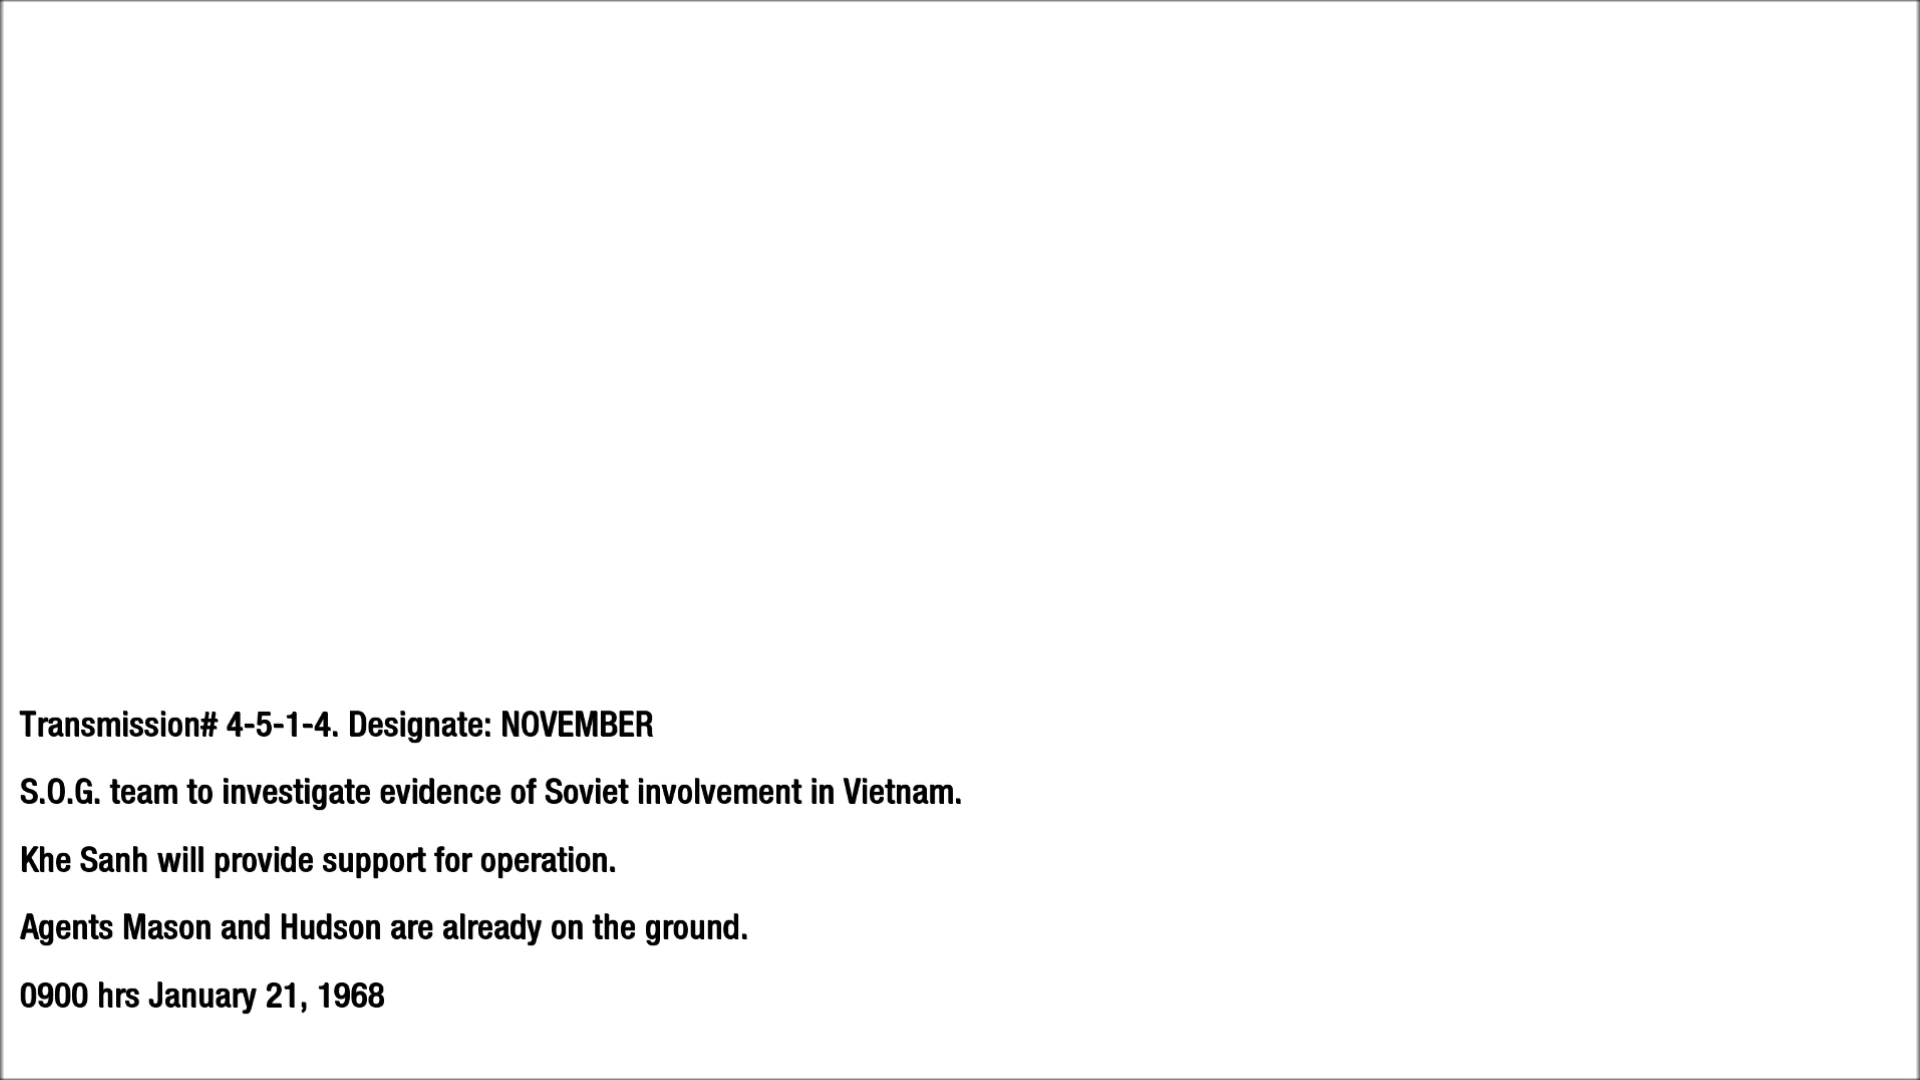 Transmission# 4-5-1-4. Designate: NOVEMBER
S.O.G. team to investigate evidence of Soviet involvement in Vietnam.
Khe Sanh will provide support for operation.
Agents Mason and Hudson are already on the ground.
0900 hrs January 21, 1968